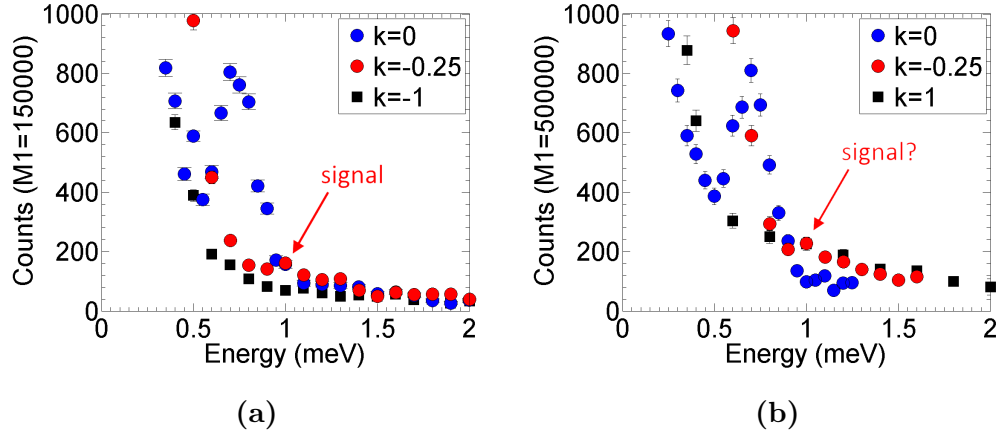 1000
800
600
400
200
0
Counts (M1=1500000)
k=0
k=-0.25
k=-1
signal
0 0.5 1 1.5 2
Energy (meV)
(a)
1000
800
600
400
200
0
Counts (M1=500000)
k=0
k=-0.25
k=1
signal?
0 0.5 1 1.5 2
Energy (meV)
(b)